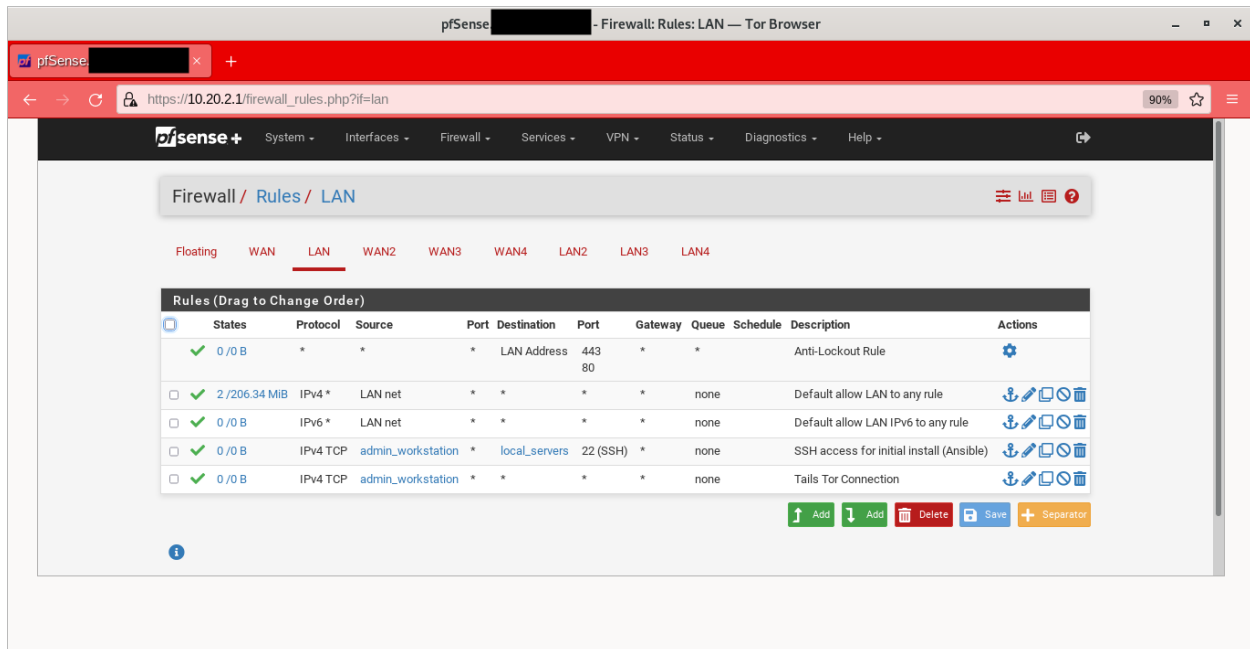 pfSense. - Firewall: Rules: LAN — Tor Browser
pfSense.
https://10.20.2.1/firewall_rules.php?if=lan 90%
pfsense + System Interfaces Firewall Services VPN Status Diagnostics Help
Firewall / Rules / LAN
Floating WAN LAN WAN2 WAN3 WAN4 LAN2 LAN3 LAN4
Rules (Drag to Change Order)
States Protocol Source Port Destination Port Gateway Queue Schedule Description Actions
0 /0 B * * * LAN Address 443 * * Anti-Lockout Rule
80
2 /206.34 MiB IPv4 * LAN net * * * * none Default allow LAN to any rule
0 /0 B IPv6 * LAN net * * * * none Default allow LAN IPv6 to any rule
0 /0 B IPv4 TCP admin_workstation * local_servers 22 (SSH) * none SSH access for initial install (Ansible)
0 /0 B IPv4 TCP admin_workstation * * * * none Tails Tor Connection
Add Add Delete Save Separator